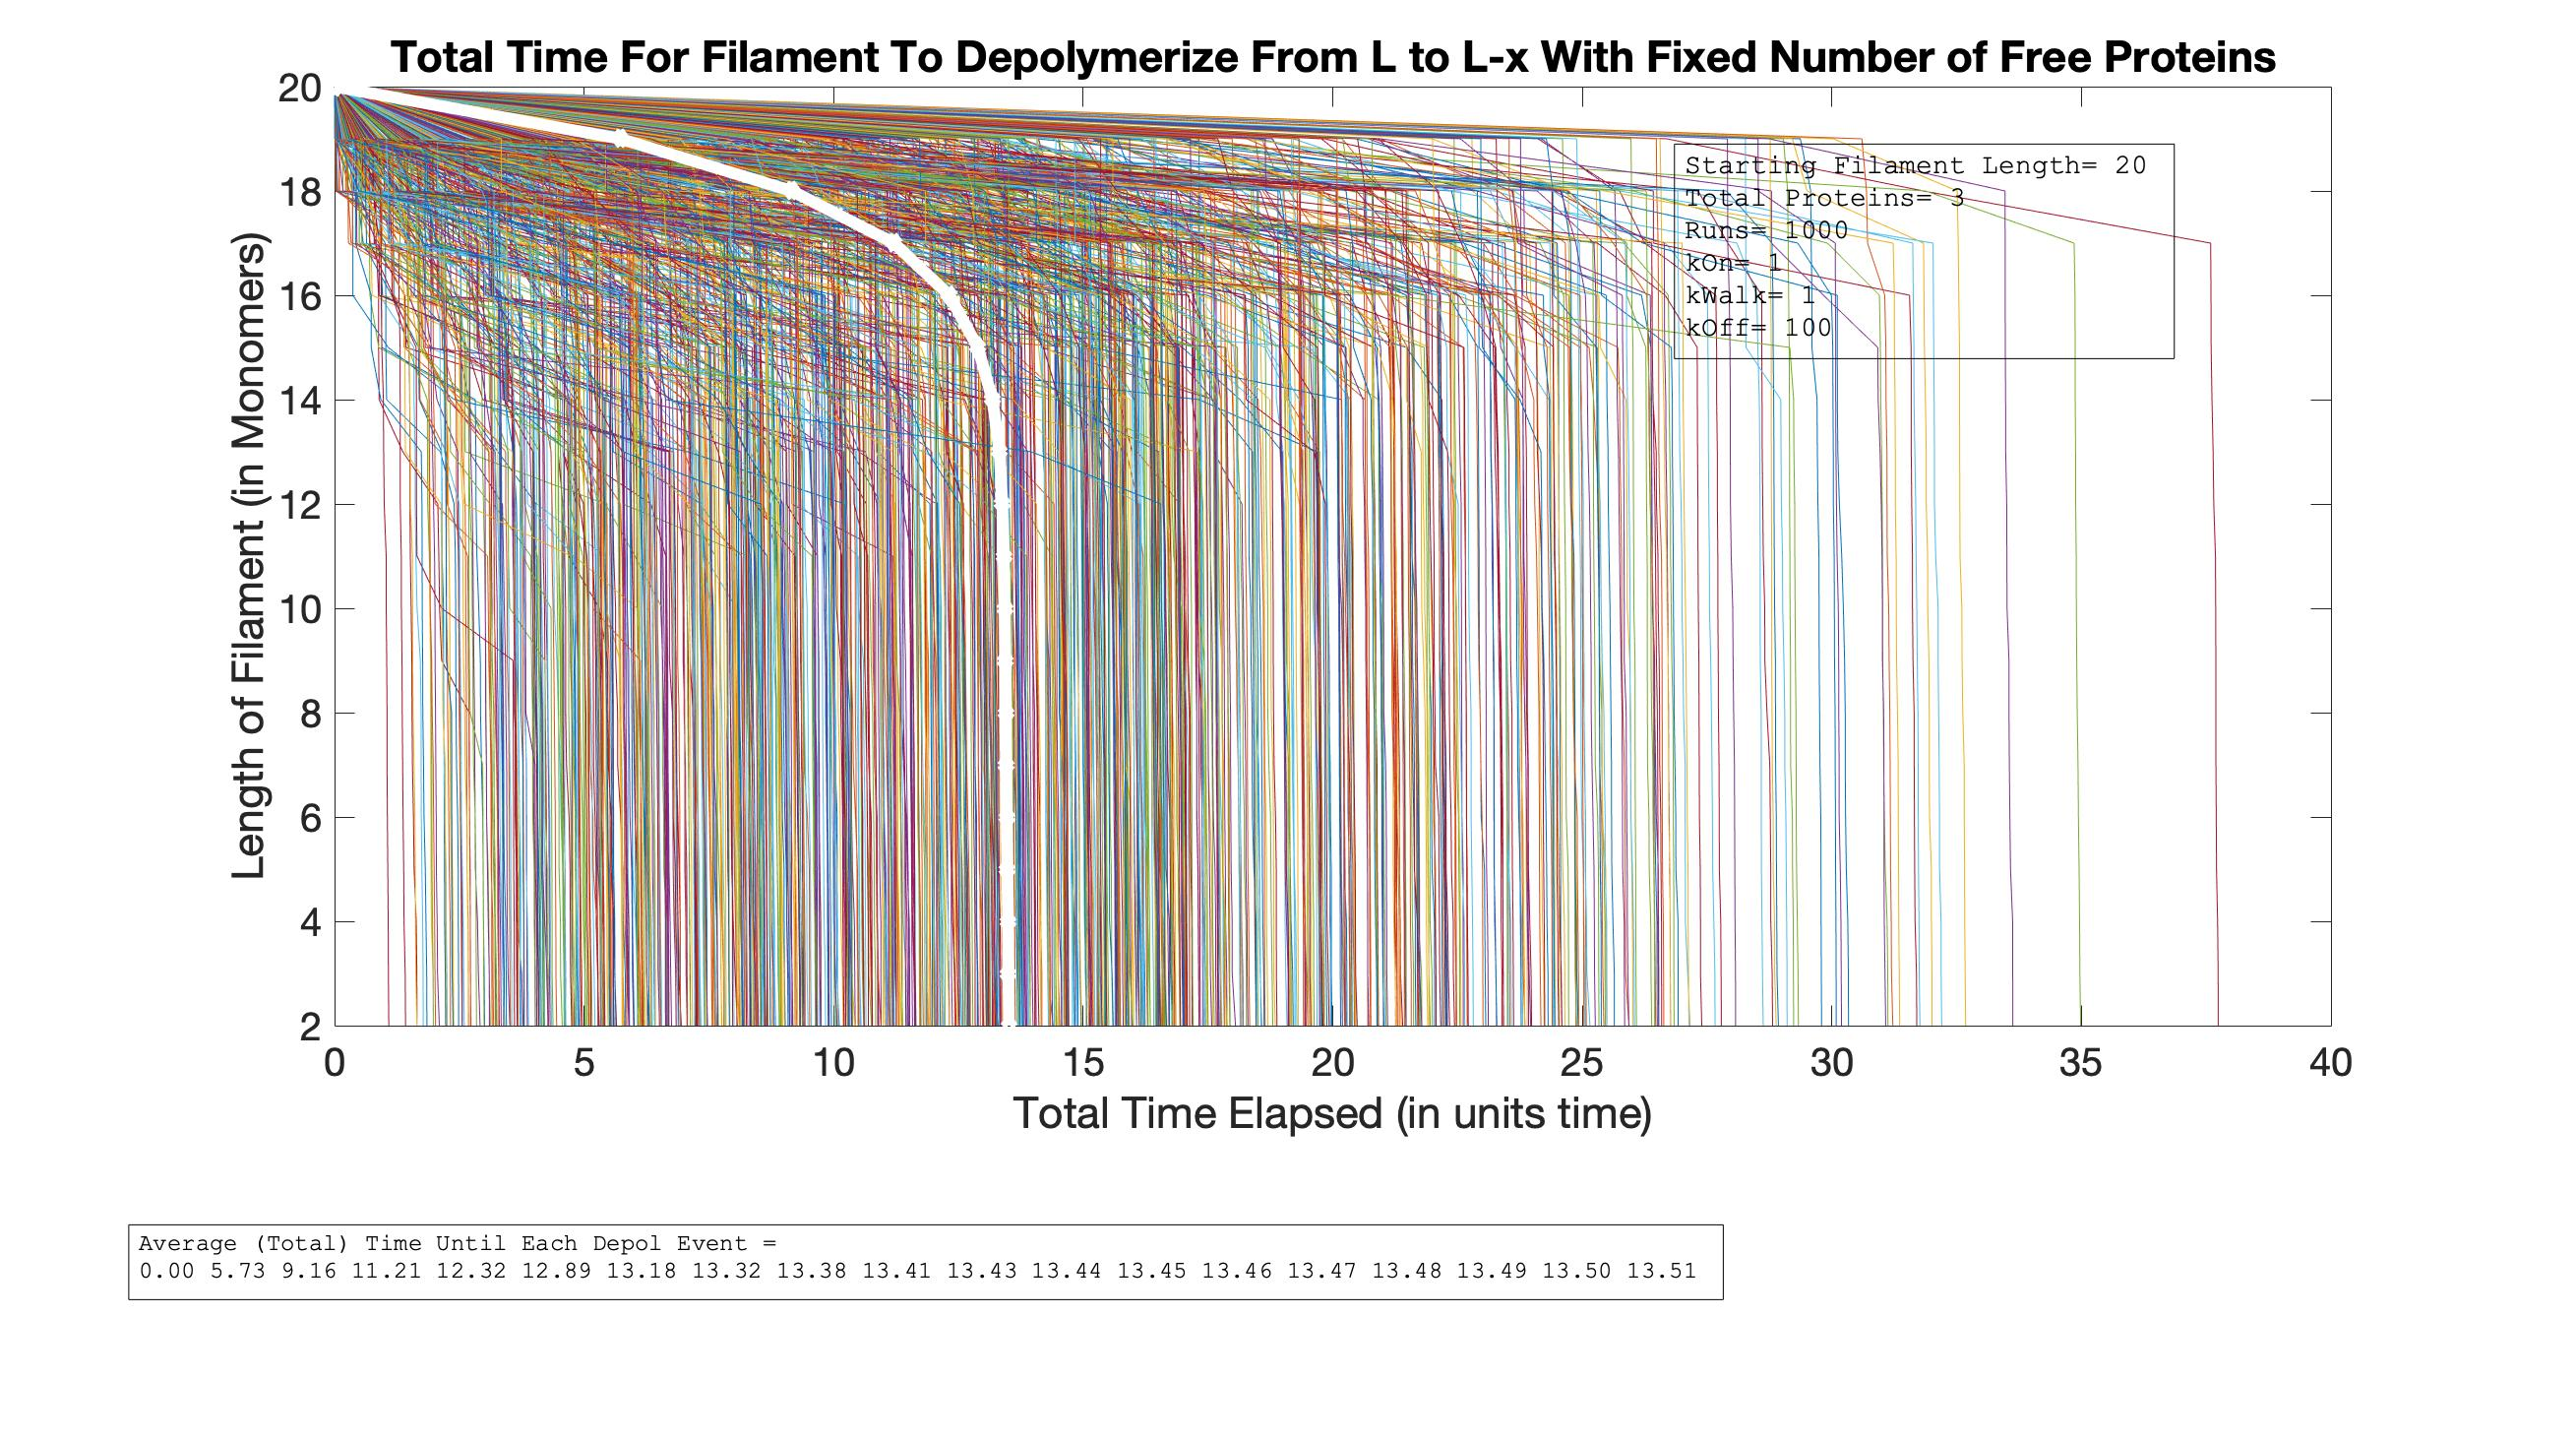 Total Time For Filament To Depolymerize From L to L-x With Fixed Number of Free Proteins
Length of Filament (in Monomers)
20
18
16
14
12
10
8
6
4
2
Starting Filament Length= 20
Total Proteins= 3
Runs= 1000
kOn= 1
kWalk= 1
kOff= 100
0 5 10 15 20 25 30 35 40
Total Time Elapsed (in units time)
Average (Total) Time Until Each Depol Event =
0.00 5.73 9.16 11.21 12.32 12.89 13.18 13.32 13.38 13.41 13.43 13.44 13.45 13.46 13.47 13.48 13.49 13.50 13.51